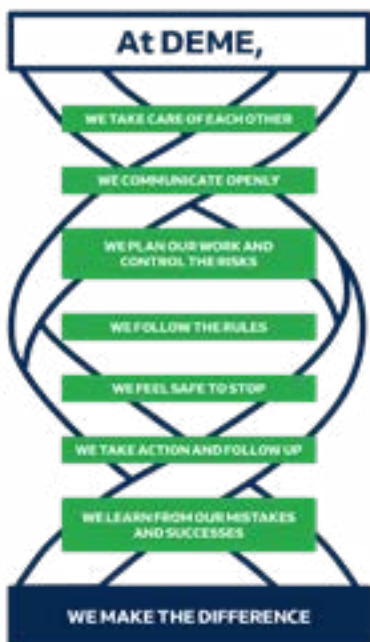 At DEME,
WE TAKE CARE OF EACH OTHER
WE COMMUNICATE OPENLY
WE PLAN OUR WORK AND
CONTROL THE RISKS
WE FOLLOW THE RULES
WE FEEL SAFE TO STOP
WE TAKE ACTION AND FOLLOW UP
WE LEARN FROM OUR MISTAKES
AND SUCCESSES
WE MAKE THE DIFFERENCE